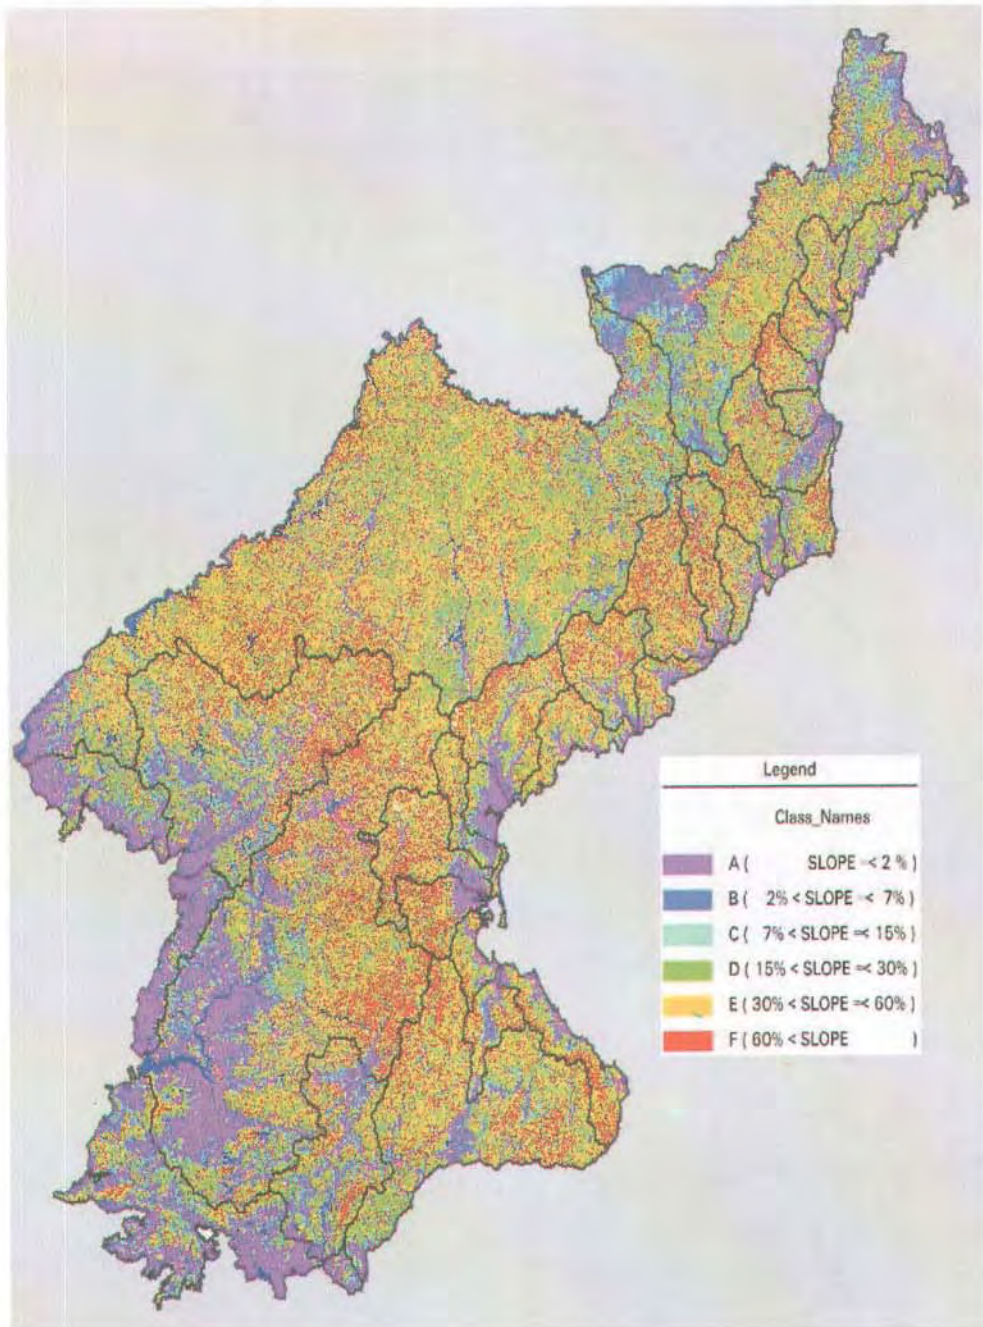 Legend
Class_Names
A ( SLOPE =< 2 % )
B ( 2% < SLOPE =< 7% )
C ( 7% < SLOPE =< 15% )
D ( 15% < SLOPE =< 30% )
E ( 30% < SLOPE =< 60% )
F ( 60% < SLOPE )